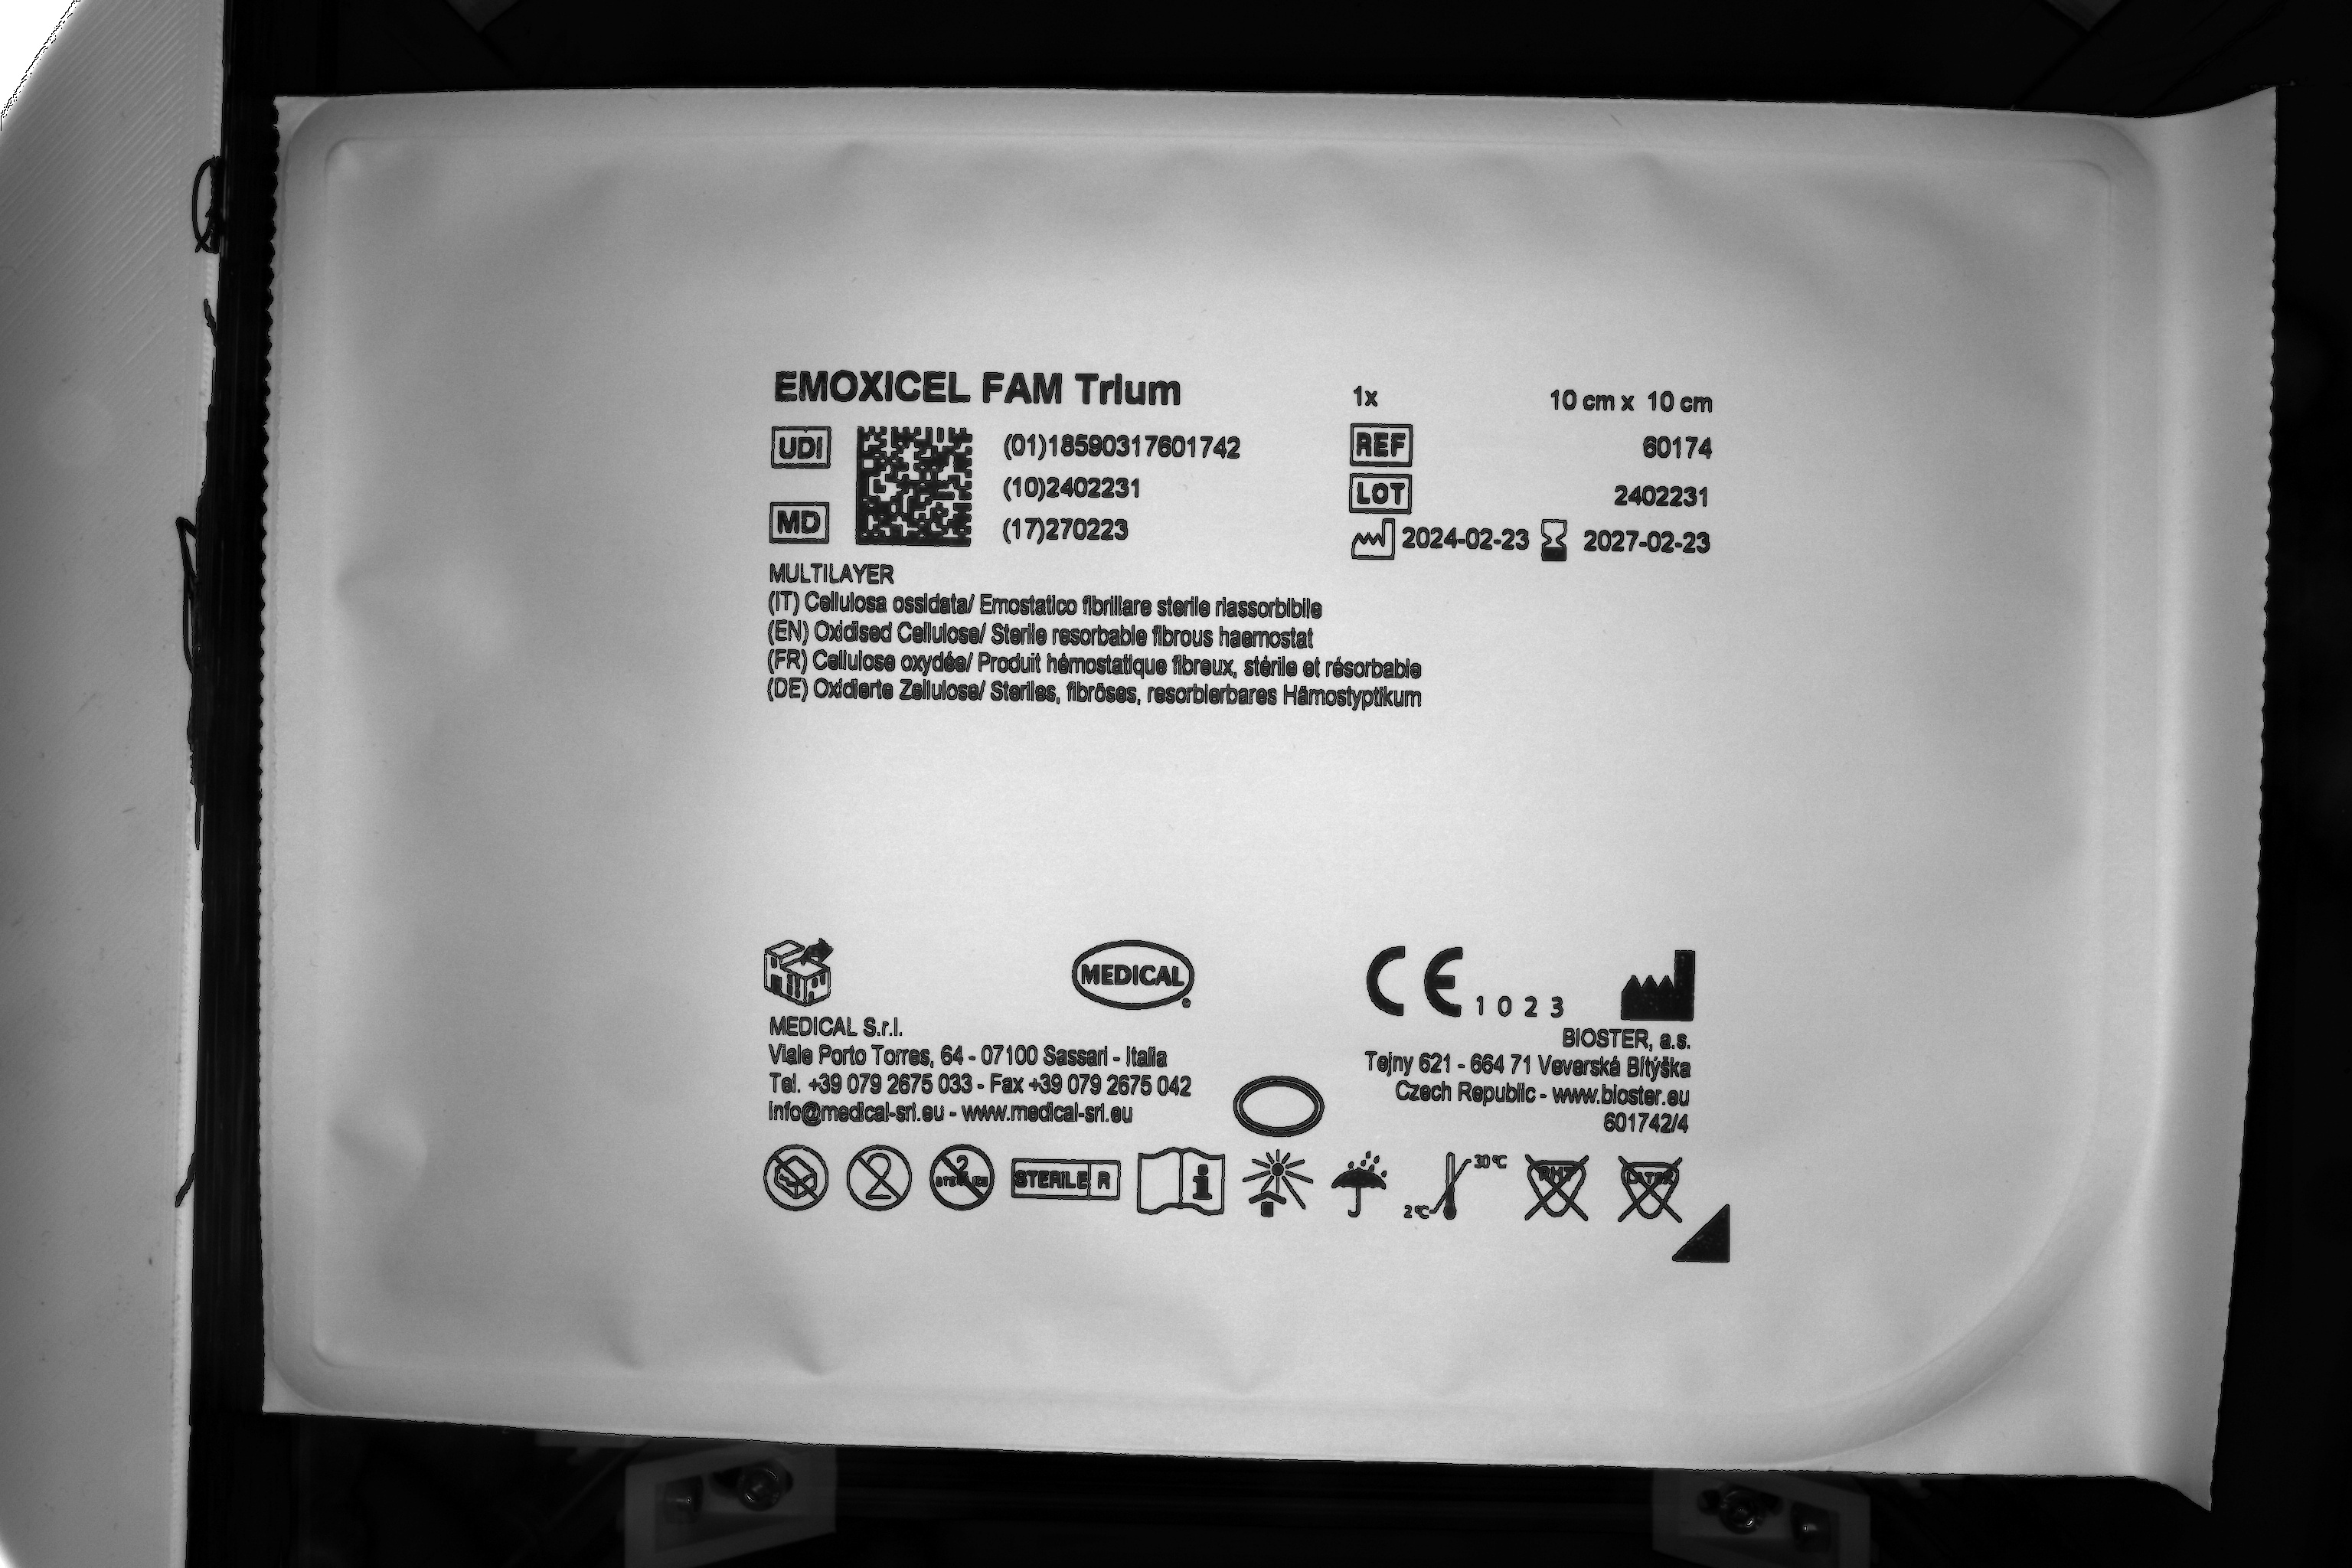 EMOXICEL FAM Trium
1x 10 cm x 10 cm
UDI (01)18590317601742
REF 60174
(10)2402231
LOT 2402231
MD (17)270223
2024-02-23 2027-02-23
MULTILAYER
(IT) Cellulosa ossidata/ Emostatico fibrillare sterile riassorbibile
(EN) Oxidised Cellulose/ Sterile resorbable fibrous haemostat
(FR) Cellulose oxydée/ Produit hémostatique fibreux, stérile et résorbable
(DE) Oxidierte Zellulose/ Steriles, fibröses, resorbierbares Hämostyptikum
MEDICAL
CE 1023
MEDICAL S.r.l.
Viale Porto Torres, 64 - 07100 Sassari - Italia
Tel. +39 079 2675 033 - Fax +39 079 2675 042
info@medical-srl.eu - www.medical-srl.eu
BIOSTER, a.s.
Tejny 621 - 664 71 Veverská Bítýška
Czech Republic - www.bioster.eu
601742/4
2
2
STERILE R
i
30°C
2°C